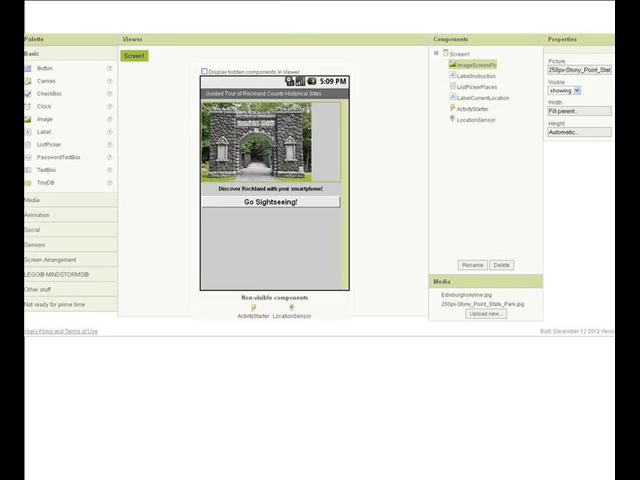 Palette
Viewer
Components
Properties
Basic
Button
Canvas
CheckBox
Clock
Image
Label
ListPicker
PasswordTextBox
TextBox
TinyDB
Media
Animation
Social
Sensors
Screen Arrangement
LEGO® MINDSTORMS®
Other stuff
Not ready for prime time
Screen1
Display hidden components in Viewer
5:09 PM
Guided Tour of Rockland County Historical Sites
Discover Rockland with your smartphone!
Go Sightseeing!
Non-visible components
ActivityStarter LocationSensor
Screen1
ImageScreenPic
LabelInstruction
ListPickerPlaces
LabelCurrentLocation
ActivityStarter
LocationSensor
Rename Delete
Media
Edinburghskyline.jpg
250px-Stony_Point_State_Park.jpg
Upload new...
Picture
250px-Stony_Point_Stat
Visible
showing
Width
Fill parent...
Height
Automatic...
rivacy Policy and Terms of Use
Built: December 12 2012 Versi